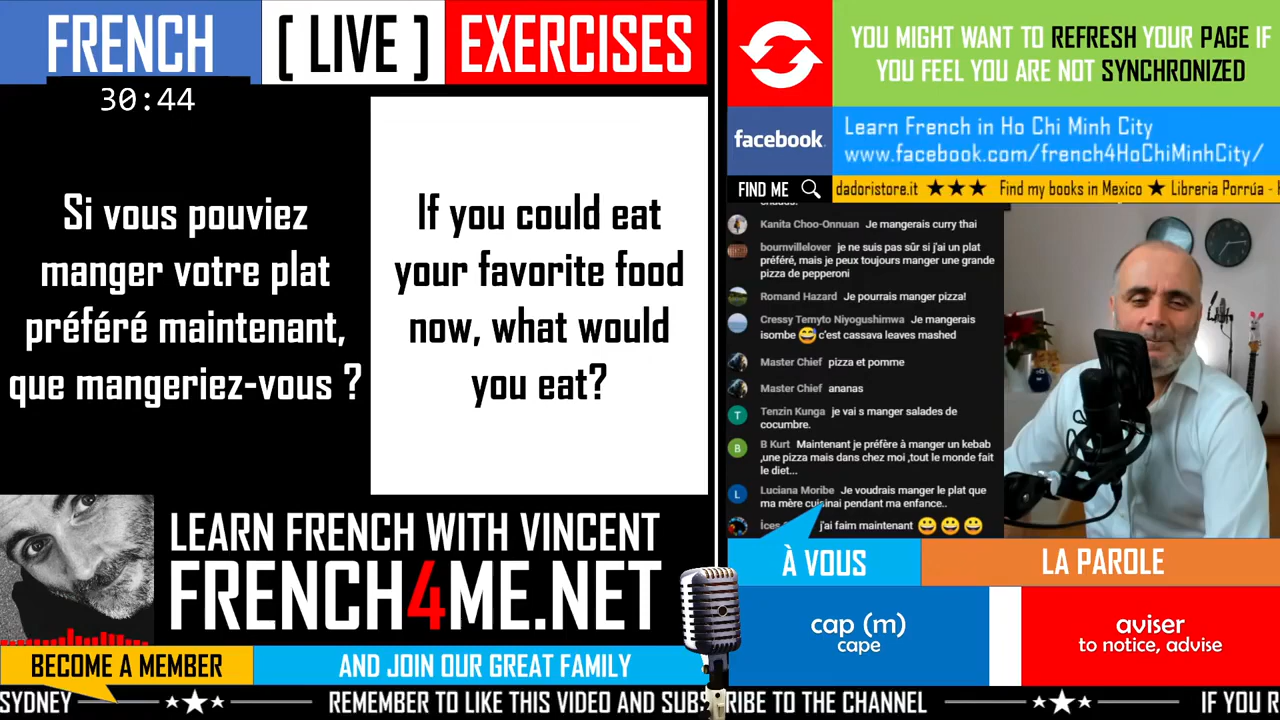 FRENCH
[ LIVE ]
EXERCISES
30:44
Si vous pouviez
manger votre plat
préféré maintenant,
que mangeriez-vous ?
If you could eat
your favorite food
now, what would
you eat?
LEARN FRENCH WITH VINCENT
FRENCH4ME.NET
BECOME A MEMBER
AND JOIN OUR GREAT FAMILY
YOU MIGHT WANT TO REFRESH YOUR PAGE IF
YOU FEEL YOU ARE NOT SYNCHRONIZED
facebook
Learn French in Ho Chi Minh City
www.facebook.com/french4HoChiMinhCity/
FIND ME
dadoristore.it ★★★ Find my books in Mexico ★ Libreria Porrúa -
Kanita Choo-Onnuan Je mangerais curry thai
bournvillelover je ne suis pas sûr si j'ai un plat
préféré, mais je peux toujours manger une grande
pizza de pepperoni
Romand Hazard Je pourrais manger pizza!
Cressy Temyto Niyogushimwa Je mangerais
isombe 😅 c'est cassava leaves mashed
Master Chief pizza et pomme
Master Chief ananas
T
Tenzin Kunga je vai s manger salades de
cocumbre.
B
B Kurt Maintenant je préfère à manger un kebab
,une pizza mais dans chez moi ,tout le monde fait
le diet...
L
Luciana Moribe Je voudrais manger le plat que
ma mère cuisinai pendant ma enfance..
j'ai faim maintenant 😀😀😀
À VOUS
LA PAROLE
cap (m)
cape
aviser
to notice, advise
SYDNEY ★ REMEMBER TO LIKE THIS VIDEO AND SUBSCRIBE TO THE CHANNEL ★ IF YOU